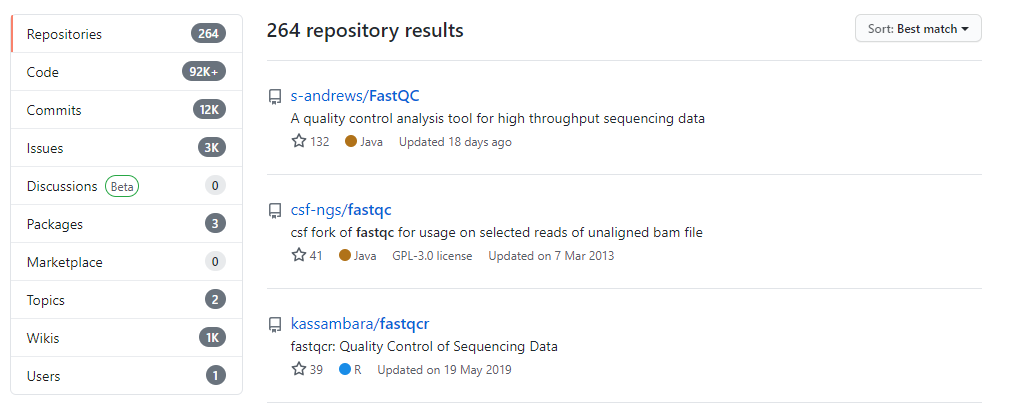 Repositories 264
Code 92K+
Commits 12K
Issues 3K
Discussions Beta 0
Packages 3
Marketplace 0
Topics 2
Wikis 1K
Users 1
264 repository results
Sort: Best match
s-andrews/FastQC
A quality control analysis tool for high throughput sequencing data
132 Java Updated 18 days ago
csf-ngs/fastqc
csf fork of fastqc for usage on selected reads of unaligned bam file
41 Java GPL-3.0 license Updated on 7 Mar 2013
kassambara/fastqcr
fastqcr: Quality Control of Sequencing Data
39 R Updated on 19 May 2019